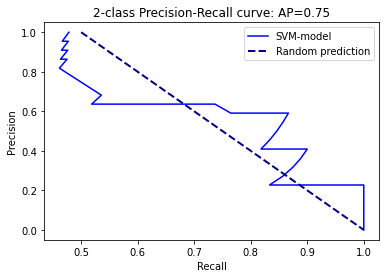 2-class Precision-Recall curve: AP=0.75
SVM-model
Random prediction
Precision
1.0
0.8
0.6
0.4
0.2
0.0
0.5 0.6 0.7 0.8 0.9 1.0
Recall